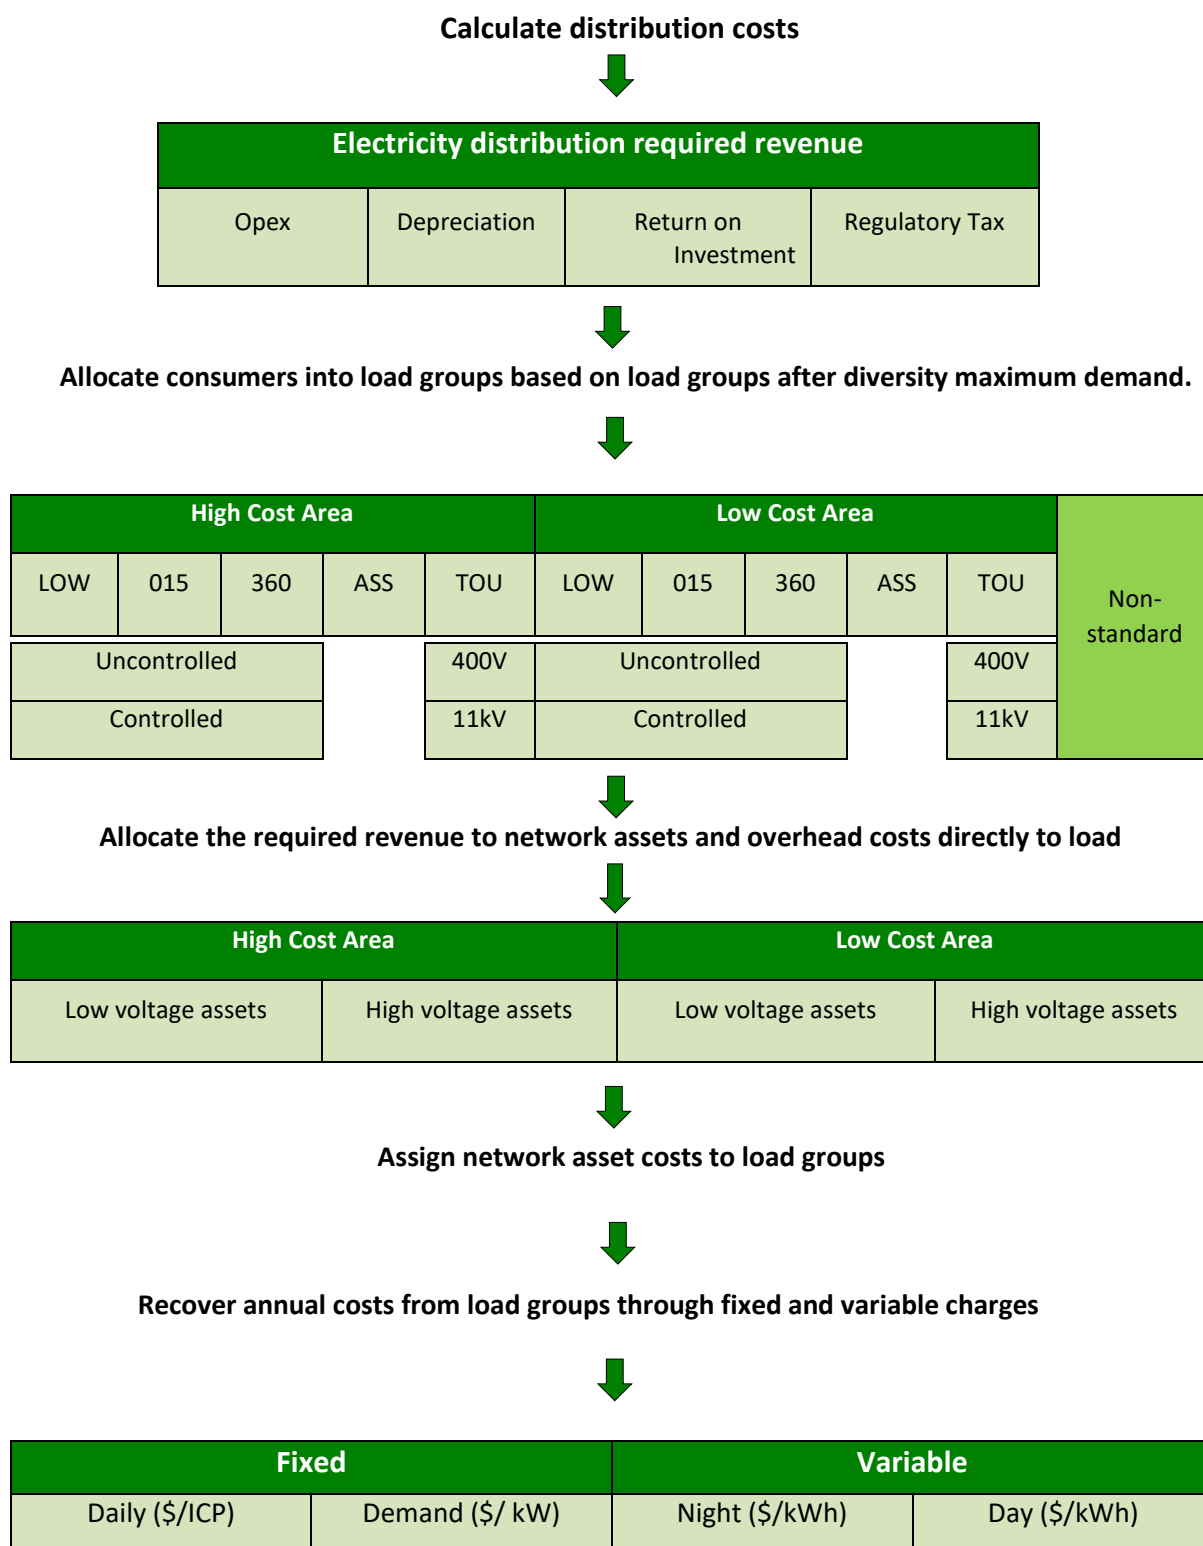 Calculate distribution costs
Electricity distribution required revenue
Opex Depreciation Return on Investment Regulatory Tax
Allocate consumers into load groups based on load groups after diversity maximum demand.
High Cost Area Low Cost Area
LOW 015 360 ASS TOU LOW 015 360 ASS TOU Non-
standard
Uncontrolled 400V Uncontrolled 400V
Controlled 11kV Controlled 11kV
Allocate the required revenue to network assets and overhead costs directly to load
High Cost Area Low Cost Area
Low voltage assets High voltage assets Low voltage assets High voltage assets
Assign network asset costs to load groups
Recover annual costs from load groups through fixed and variable charges
Fixed Variable
Daily ($/ICP) Demand ($/ kW) Night ($/kWh) Day ($/kWh)